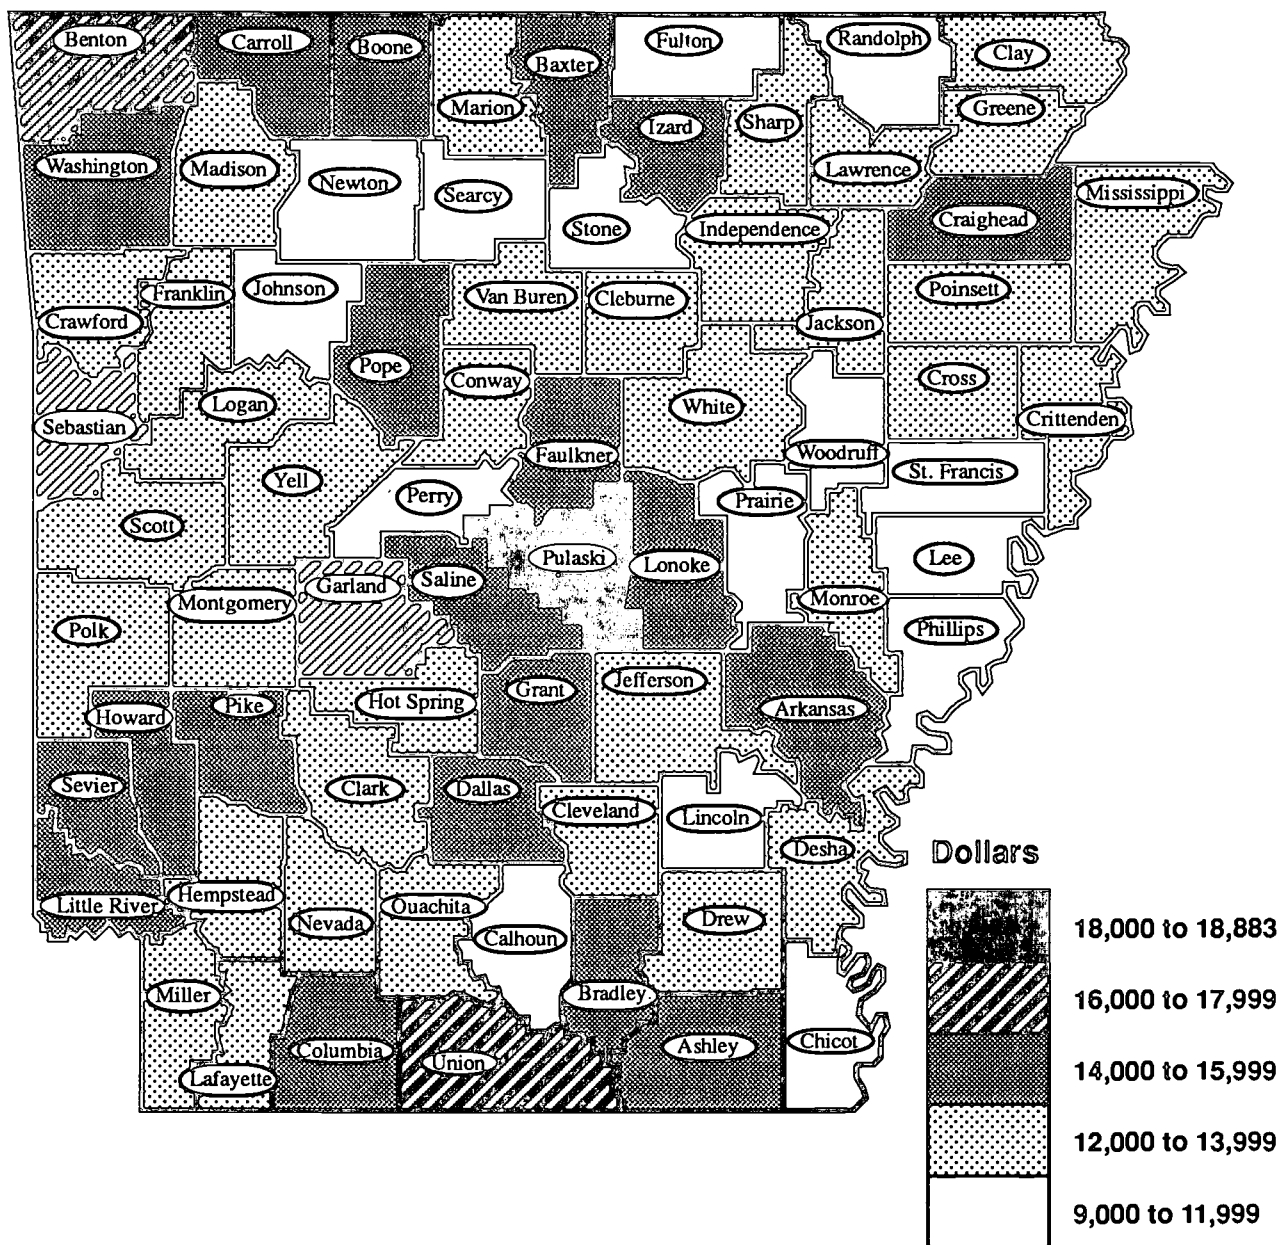 Benton
Carroll
Boone
Baxter
Fulton
Randolph
Clay
Marion
Izard
Sharp
Greene
Washington
Madison
Newton
Searcy
Lawrence
Mississippi
Stone
Independence
Craighead
Franklin
Johnson
Van Buren
Cleburne
Poinsett
Crawford
Jackson
Pope
Conway
Cross
Logan
White
Crittenden
Sebastian
Faulkner
Woodruff
St. Francis
Yell
Perry
Prairie
Scott
Pulaski
Lonoke
Lee
Garland
Saline
Montgomery
Monroe
Polk
Phillips
Grant
Jefferson
Hot Spring
Pike
Howard
Arkansas
Sevier
Clark
Dallas
Cleveland
Lincoln
Desha
Little River
Hempstead
Nevada
Ouachita
Calhoun
Drew
Miller
Bradley
Columbia
Union
Ashley
Chicot
Lafayette
Dollars
18,000 to 18,883
16,000 to 17,999
14,000 to 15,999
12,000 to 13,999
9,000 to 11,999